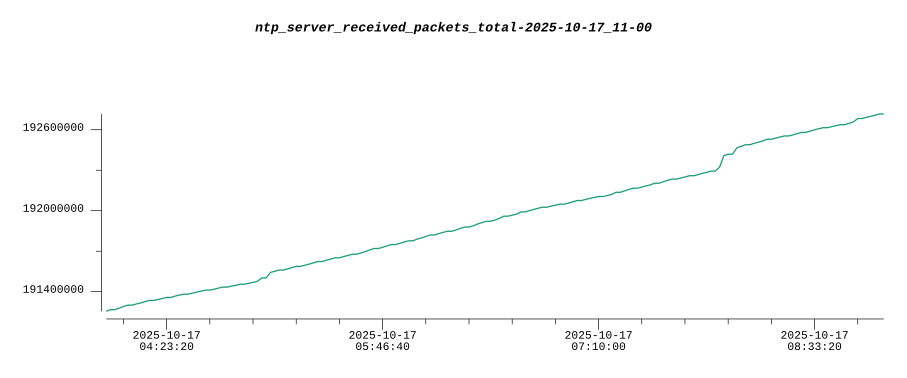 ntp_server_received_packets_total-2025-10-17_11-00
192600000
192000000
191400000
2025-10-17 2025-10-17 2025-10-17 2025-10-17
04:23:20 05:46:40 07:10:00 08:33:20